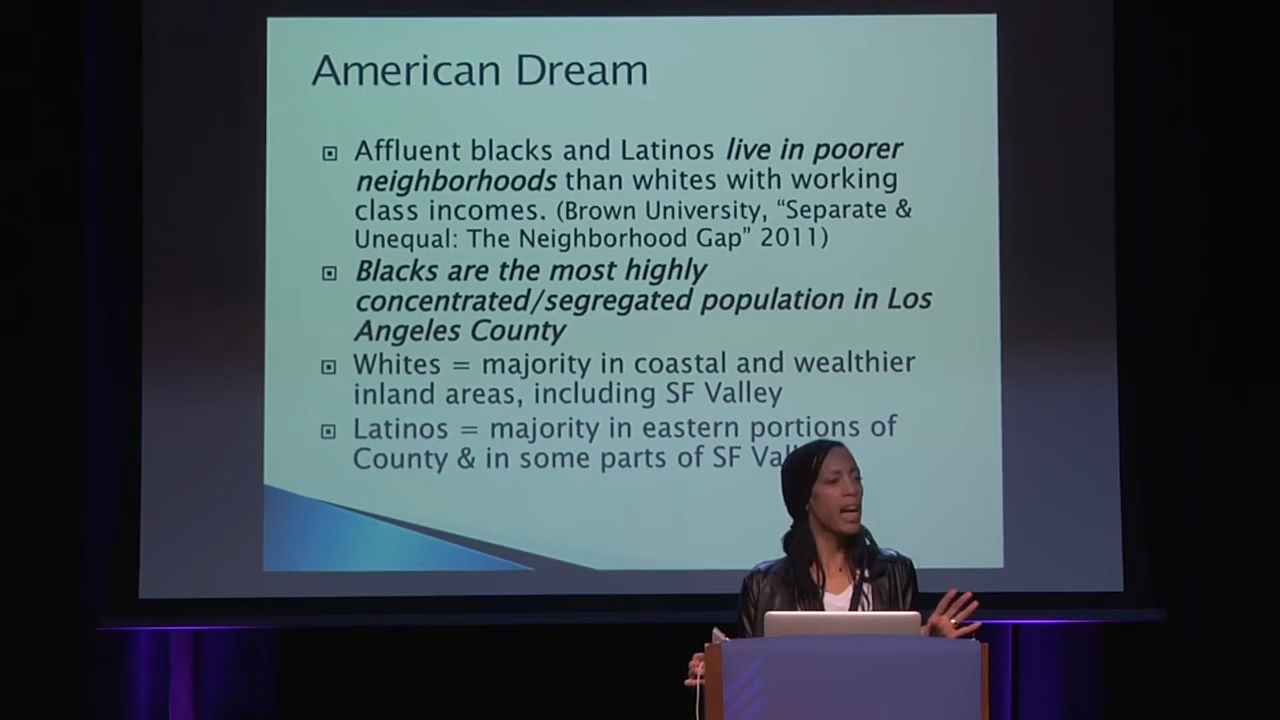 American Dream
Affluent blacks and Latinos live in poorer
neighborhoods than whites with working
class incomes. (Brown University, “Separate &
Unequal: The Neighborhood Gap” 2011)
Blacks are the most highly
concentrated/segregated population in Los
Angeles County
Whites = majority in coastal and wealthier
inland areas, including SF Valley
Latinos = majority in eastern portions of
County & in some parts of SF